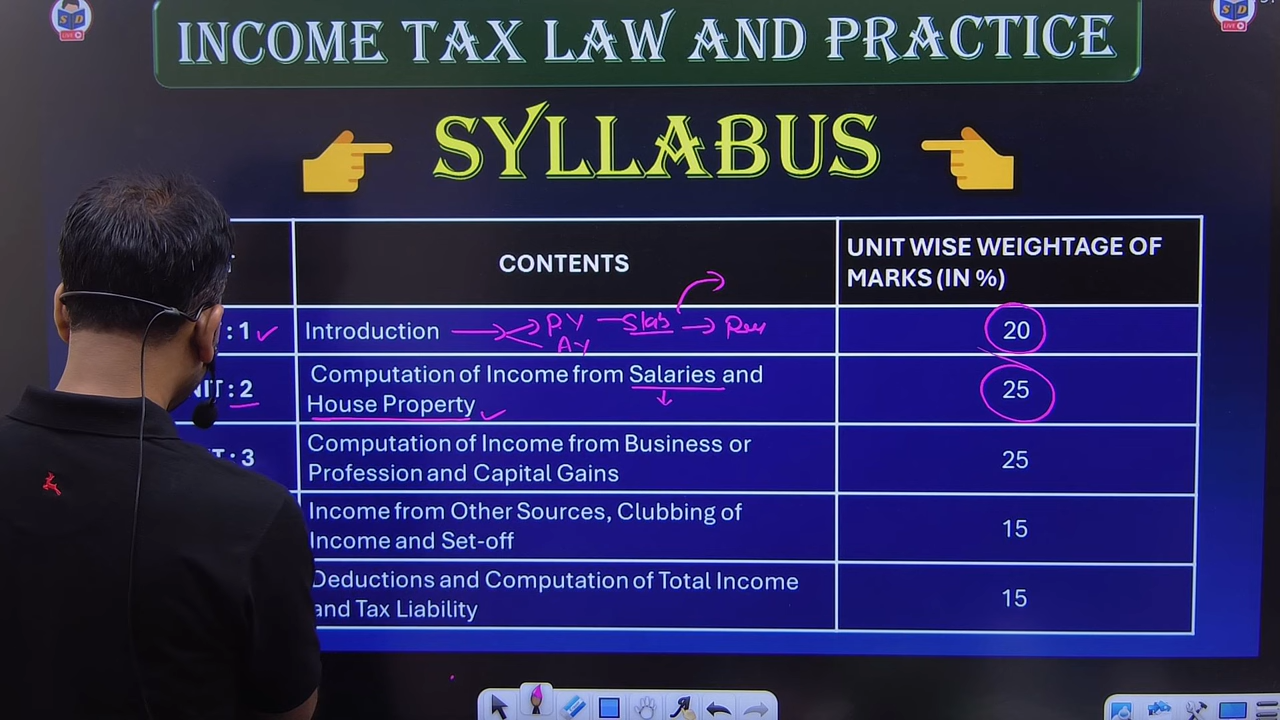 INCOME TAX LAW AND PRACTICE
SYLLABUS
CONTENTS
UNIT WISE WEIGHTAGE OF
MARKS (IN %)
: 1
Introduction
P.Y
Slab
A.Y
20
: 2
Computation of Income from Salaries and
House Property
25
: 3
Computation of Income from Business or
Profession and Capital Gains
25
Income from Other Sources, Clubbing of
Income and Set-off
15
Deductions and Computation of Total Income
and Tax Liability
15
S D
LIVE
S D
LIVE